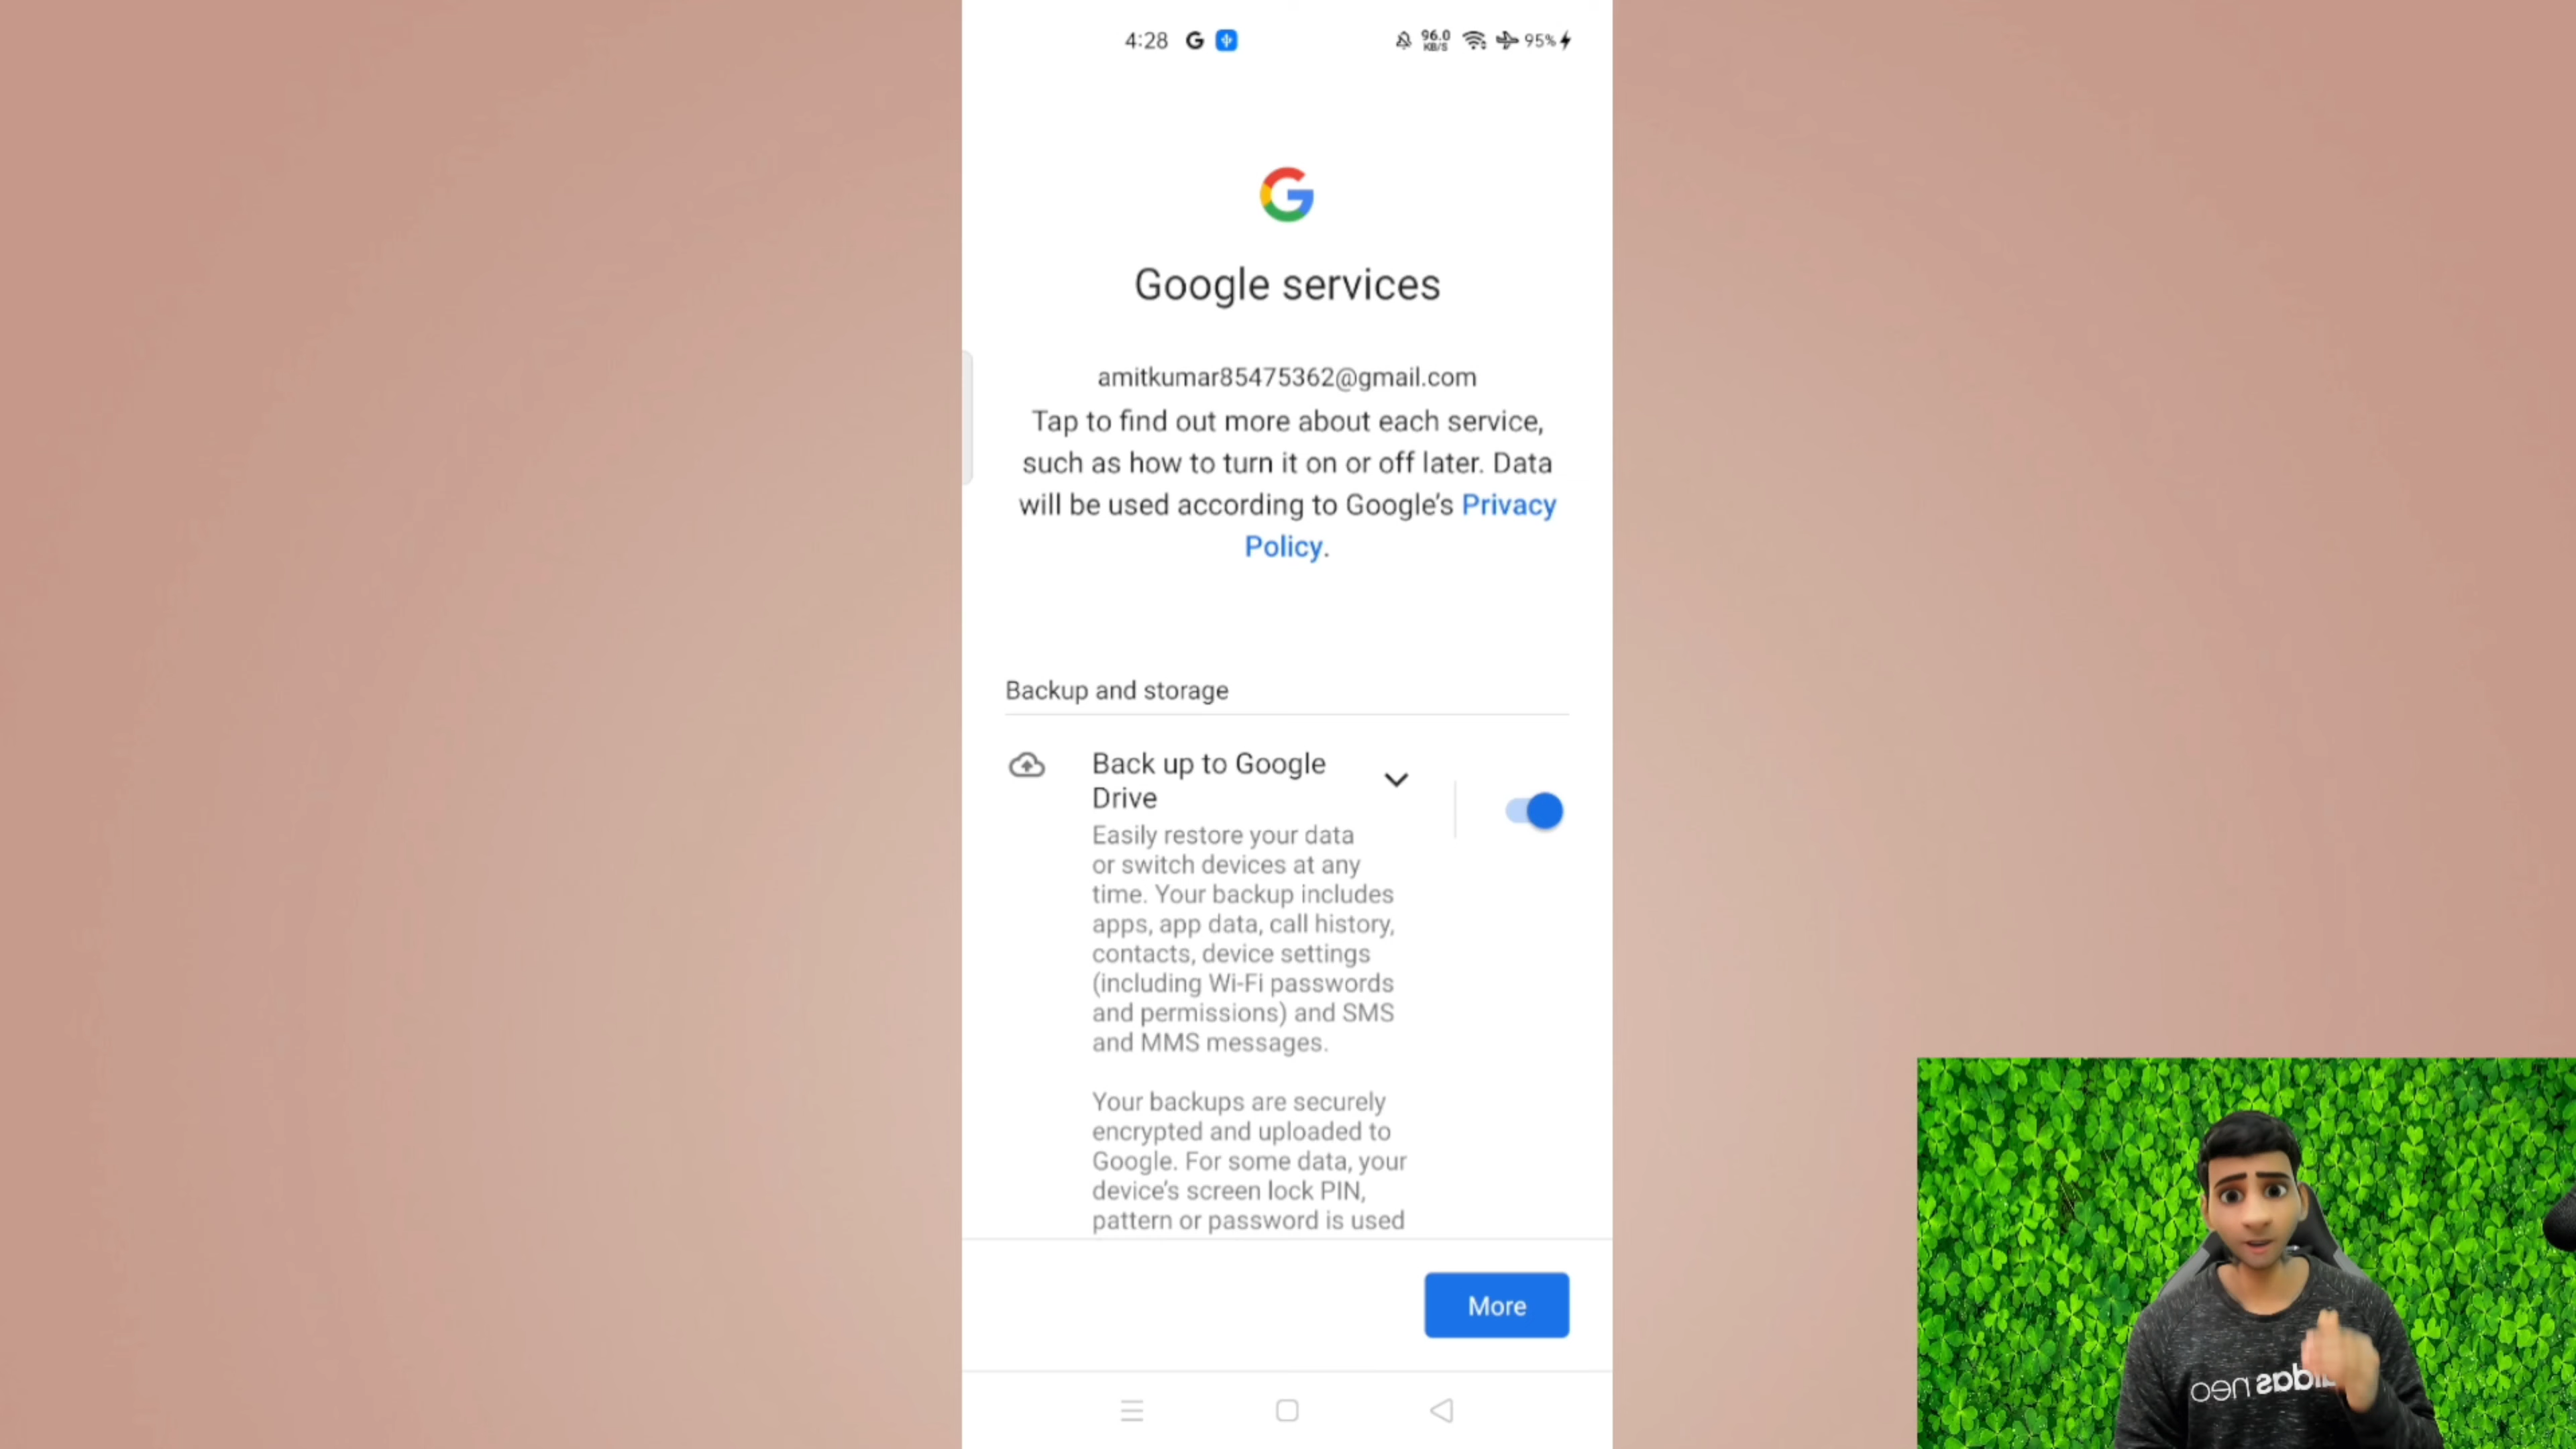 4:28 G 96.0 KB/S 95%
G
Google services
amitkumar85475362@gmail.com
Tap to find out more about each service,
such as how to turn it on or off later. Data
will be used according to Google's Privacy
Policy.
Backup and storage
Back up to Google
Drive
Easily restore your data
or switch devices at any
time. Your backup includes
apps, app data, call history,
contacts, device settings
(including Wi-Fi passwords
and permissions) and SMS
and MMS messages.
Your backups are securely
encrypted and uploaded to
Google. For some data, your
device's screen lock PIN,
pattern or password is used
More
adidas neo